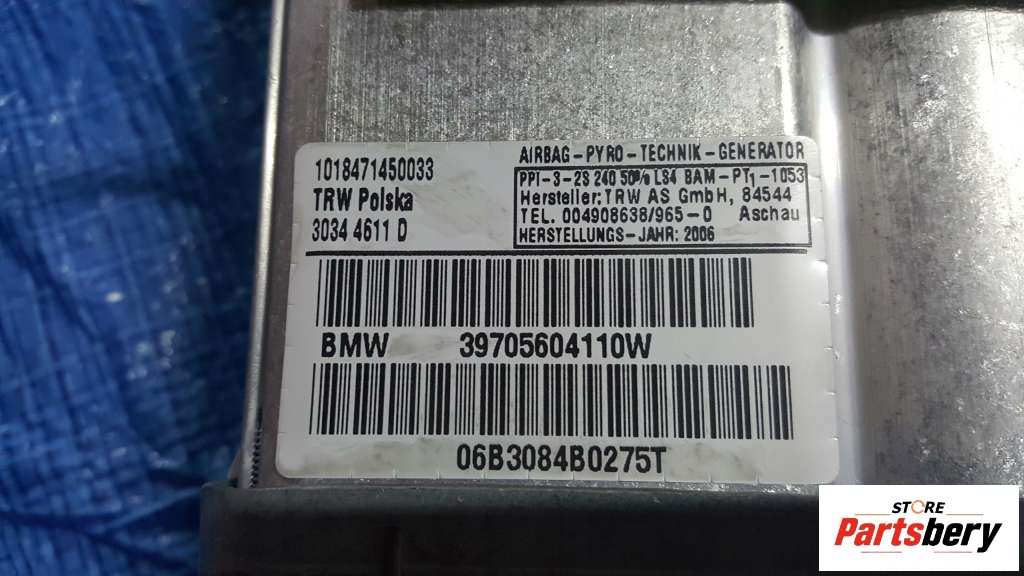 1018471450033
TRW Polska
3034 4611 D
AIRBAG-PYRO-TECHNIK-GENERATOR
PPI-3-2S 240 50% LS4 BAM-PT1-1053
Hersteller: TRW AS GmbH, 84544
TEL. 004908638/965-0 Aschau
HERSTELLUNGS-JAHR: 2006
BMW 39705604110W
06B3084B0275T
STORE
Partsbery